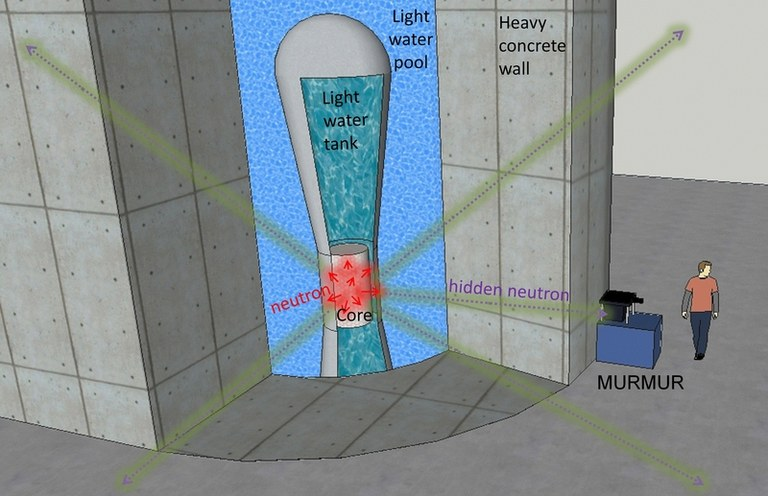 Light
water
pool
Heavy
concrete
wall
Light
water
tank
neutron
Core
hidden neutron
MURMUR